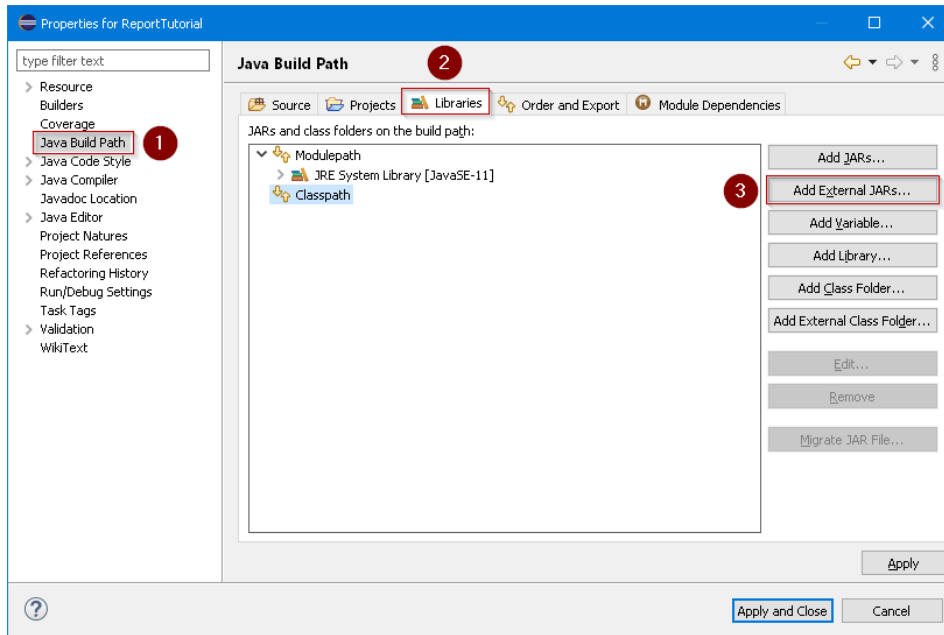 Properties for ReportTutorial
type filter text
Resource
Builders
Coverage
Java Build Path
1
Java Code Style
Java Compiler
Javadoc Location
Java Editor
Project Natures
Project References
Refactoring History
Run/Debug Settings
Task Tags
Validation
WikiText
Java Build Path
2
Source Projects Libraries Order and Export Module Dependencies
JARs and class folders on the build path:
Modulepath
JRE System Library [JavaSE-11]
Classpath
Add JARs...
3
Add External JARs...
Add Variable...
Add Library...
Add Class Folder...
Add External Class Folder...
Edit...
Remove
Migrate JAR File...
Apply
?
Apply and Close Cancel